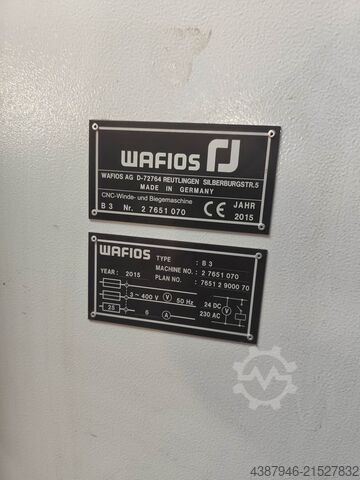 WAFIOS
WAFIOS AG D-72764 REUTLINGEN SILBERBURGSTR.5
MADE IN GERMANY
CNC-Winde- und Biegemaschine
B 3 Nr. 2 7651 070 CE JAHR 2015
WAFIOS TYPE : B 3
MACHINE NO. : 2 7651 070
YEAR : 2015 PLAN NO. : 7651 2 9000 70
3 ~ 400 V V 50 Hz 24 DC V
230 AC
25 6 A
4387946-21527832